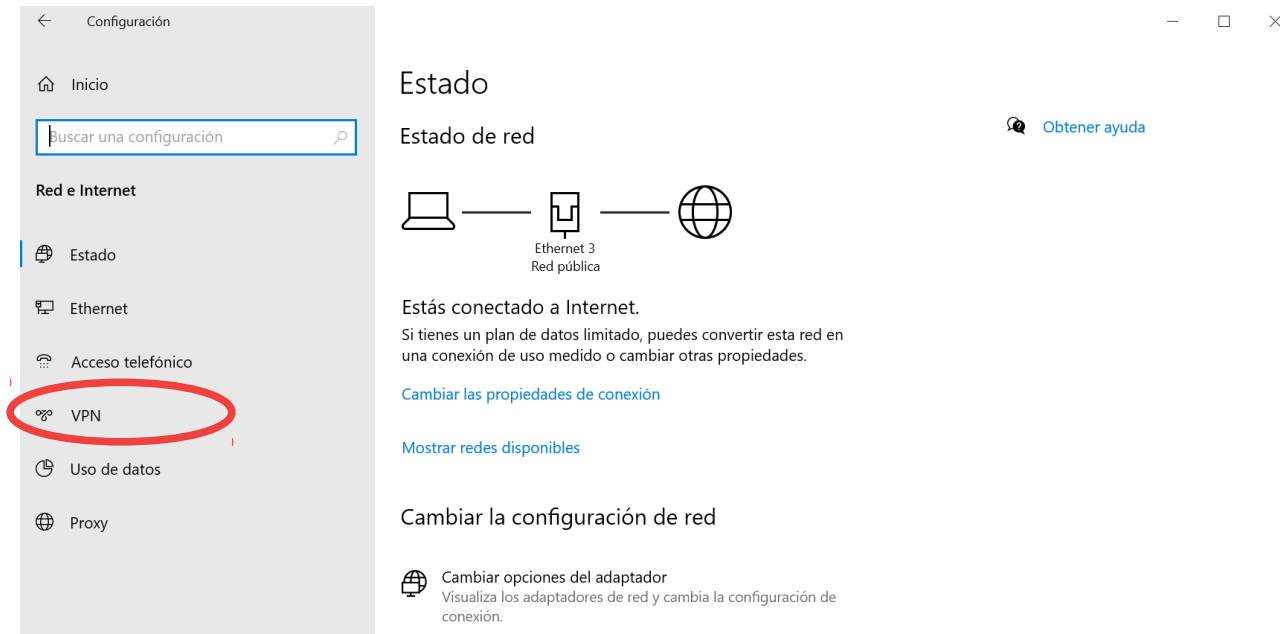 Configuración
Inicio
Buscar una configuración
Red e Internet
Estado
Ethernet
Acceso telefónico
VPN
Uso de datos
Proxy
Estado
Estado de red
Obtener ayuda
Ethernet 3
Red pública
Estás conectado a Internet.
Si tienes un plan de datos limitado, puedes convertir esta red en
una conexión de uso medido o cambiar otras propiedades.
Cambiar las propiedades de conexión
Mostrar redes disponibles
Cambiar la configuración de red
Cambiar opciones del adaptador
Visualiza los adaptadores de red y cambia la configuración de
conexión.